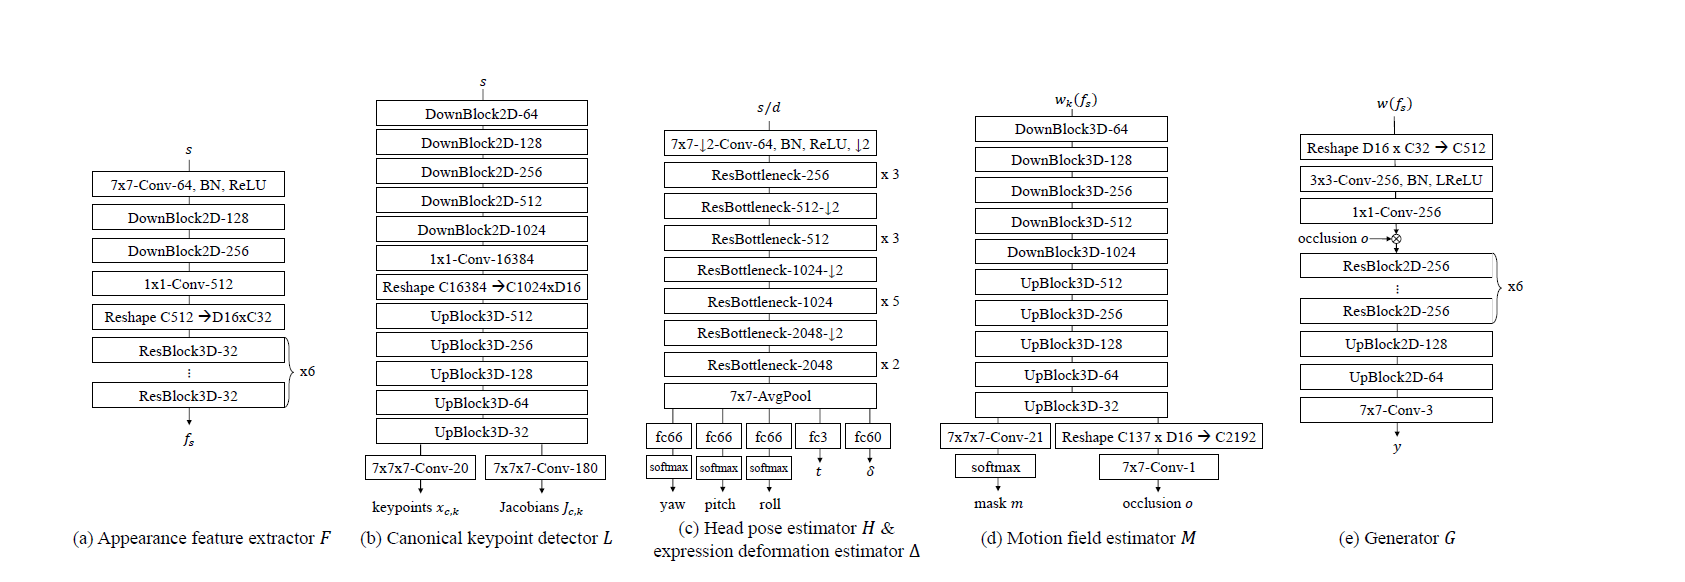 s
7x7-Conv-64, BN, ReLU
DownBlock2D-128
DownBlock2D-256
1x1-Conv-512
Reshape C512 →D16xC32
ResBlock3D-32
⋮
x6
ResBlock3D-32
fₛ
(a) Appearance feature extractor F
s
DownBlock2D-64
DownBlock2D-128
DownBlock2D-256
DownBlock2D-512
DownBlock2D-1024
1x1-Conv-16384
Reshape C16384 →C1024xD16
UpBlock3D-512
UpBlock3D-256
UpBlock3D-128
UpBlock3D-64
UpBlock3D-32
7x7x7-Conv-20 7x7x7-Conv-180
keypoints x_{c,k} Jacobians J_{c,k}
(b) Canonical keypoint detector L
s/d
7x7-↓2-Conv-64, BN, ReLU, ↓2
ResBottleneck-256 x 3
ResBottleneck-512-↓2
ResBottleneck-512 x 3
ResBottleneck-1024-↓2
ResBottleneck-1024 x 5
ResBottleneck-2048-↓2
ResBottleneck-2048 x 2
7x7-AvgPool
fc66 fc66 fc66 fc3 fc60
softmax softmax softmax t δ
yaw pitch roll
(c) Head pose estimator H &
expression deformation estimator Δ
wₖ(fₛ)
DownBlock3D-64
DownBlock3D-128
DownBlock3D-256
DownBlock3D-512
DownBlock3D-1024
UpBlock3D-512
UpBlock3D-256
UpBlock3D-128
UpBlock3D-64
UpBlock3D-32
7x7x7-Conv-21 Reshape C137 x D16 → C2192
softmax 7x7-Conv-1
mask m occlusion o
(d) Motion field estimator M
w(fₛ)
Reshape D16 x C32 → C512
3x3-Conv-256, BN, LReLU
1x1-Conv-256
occlusion o→⊗
ResBlock2D-256
⋮
x6
ResBlock2D-256
UpBlock2D-128
UpBlock2D-64
7x7-Conv-3
y
(e) Generator G